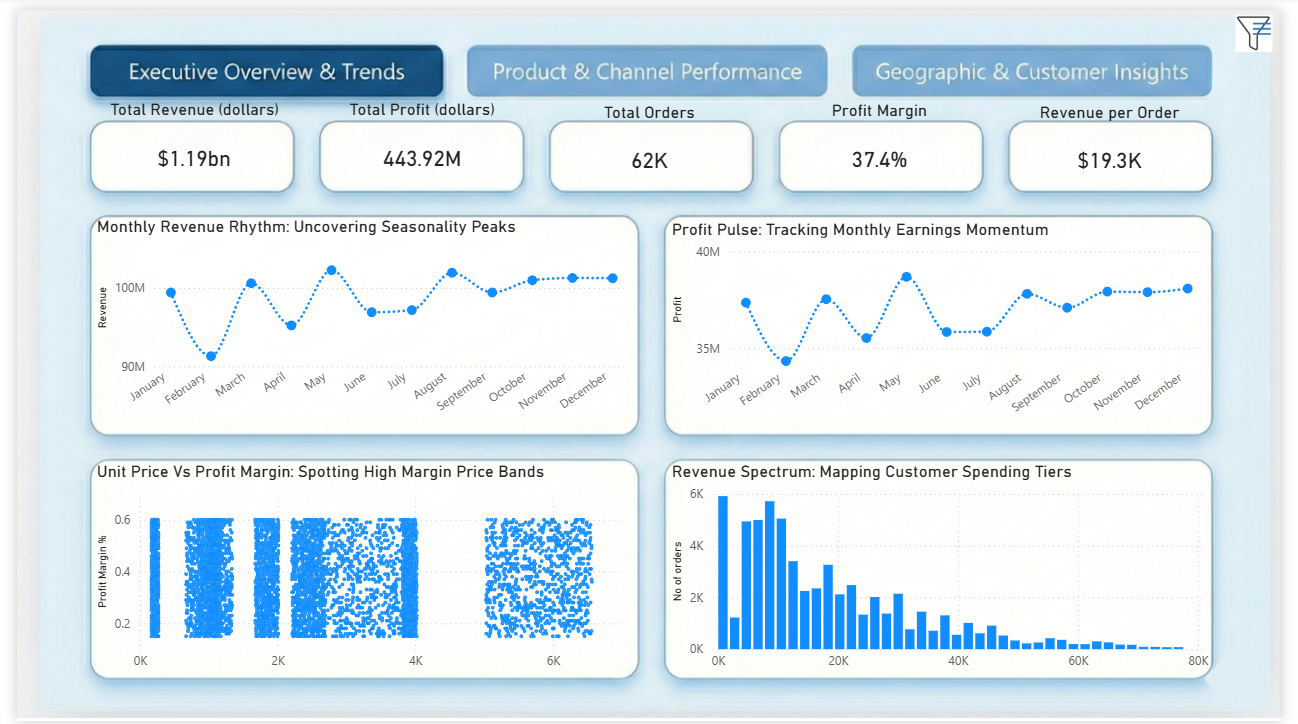 Executive Overview & Trends
Product & Channel Performance
Geographic & Customer Insights
Total Revenue (dollars)
Total Profit (dollars)
Total Orders
Profit Margin
Revenue per Order
$1.19bn
443.92M
62K
37.4%
$19.3K
Monthly Revenue Rhythm: Uncovering Seasonality Peaks
Revenue
100M
90M
January
February
March
April
May
June
July
August
September
October
November
December
Profit Pulse: Tracking Monthly Earnings Momentum
Profit
40M
35M
January
February
March
April
May
June
July
August
September
October
November
December
Unit Price Vs Profit Margin: Spotting High Margin Price Bands
Profit Margin %
0.6
0.4
0.2
0K
2K
4K
6K
Revenue Spectrum: Mapping Customer Spending Tiers
No of orders
6K
4K
2K
0K
0K
20K
40K
60K
80K